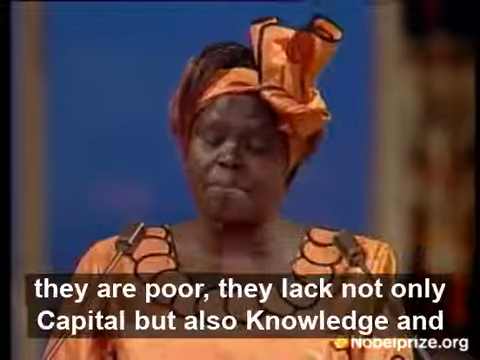 they are poor, they lack not only
Capital but also Knowledge and
Nobelprize.org